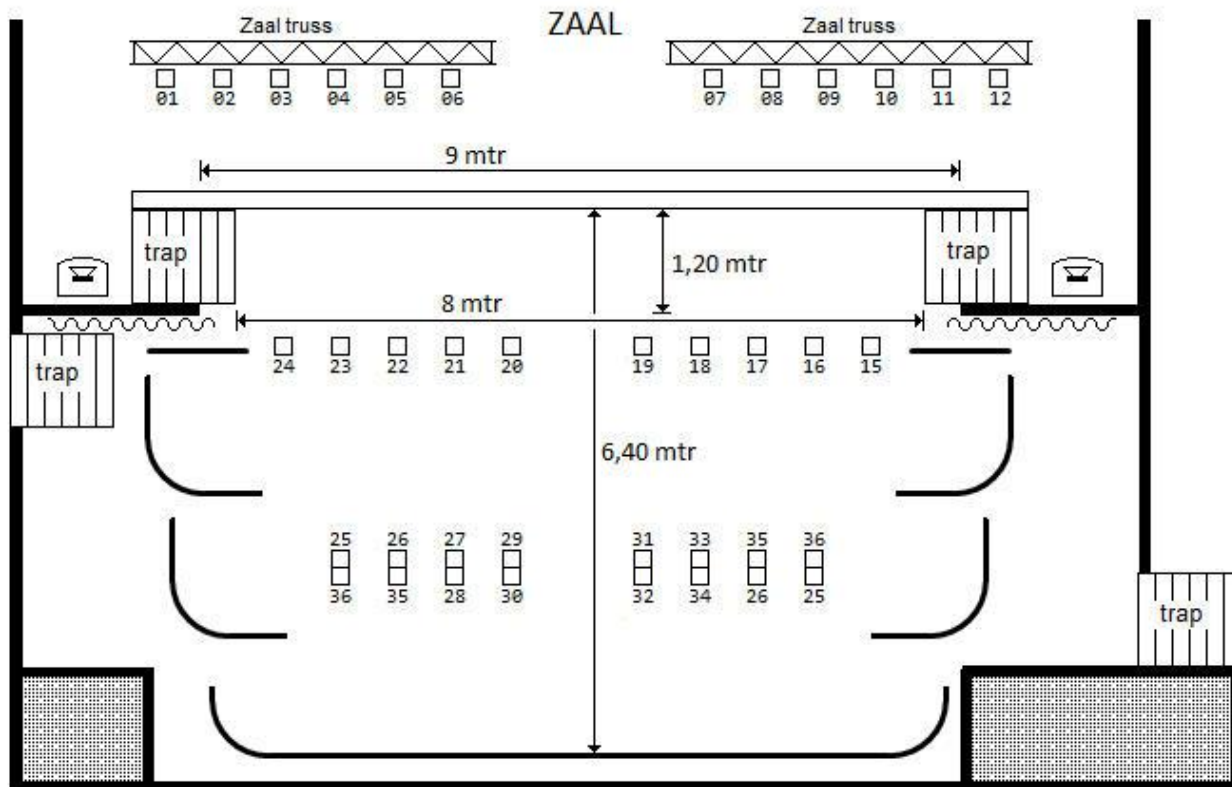 ZAAL
Zaal truss Zaal truss
01 02 03 04 05 06 07 08 09 10 11 12
9 mtr
trap trap
1,20 mtr
8 mtr
24 23 22 21 20 19 18 17 16 15
trap
6,40 mtr
25 26 27 29 31 33 35 36
36 35 28 30 32 34 26 25
trap